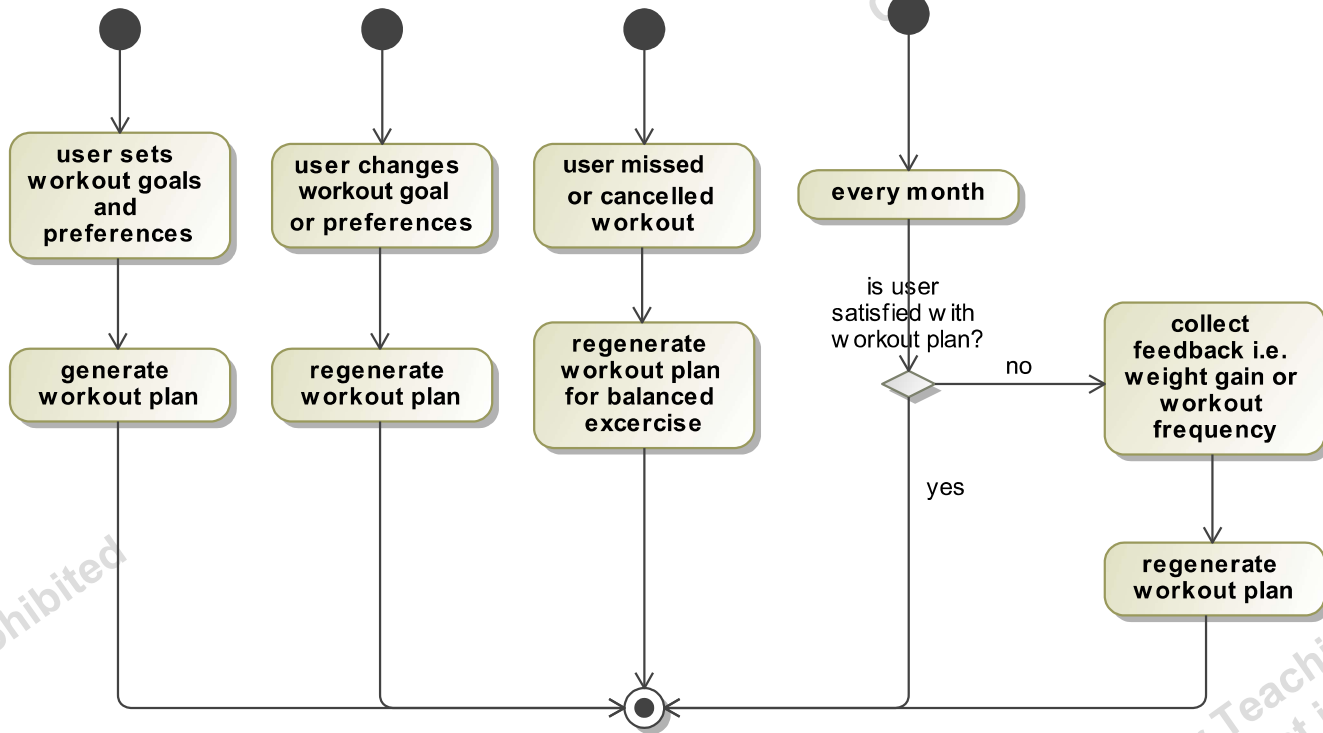 user sets
workout goals
and
preferences
generate
workout plan
user changes
workout goal
or preferences
regenerate
workout plan
user missed
or cancelled
workout
regenerate
workout plan
for balanced
excercise
every month
is user
satisfied with
workout plan?
no
yes
collect
feedback i.e.
weight gain or
workout
frequency
regenerate
workout plan